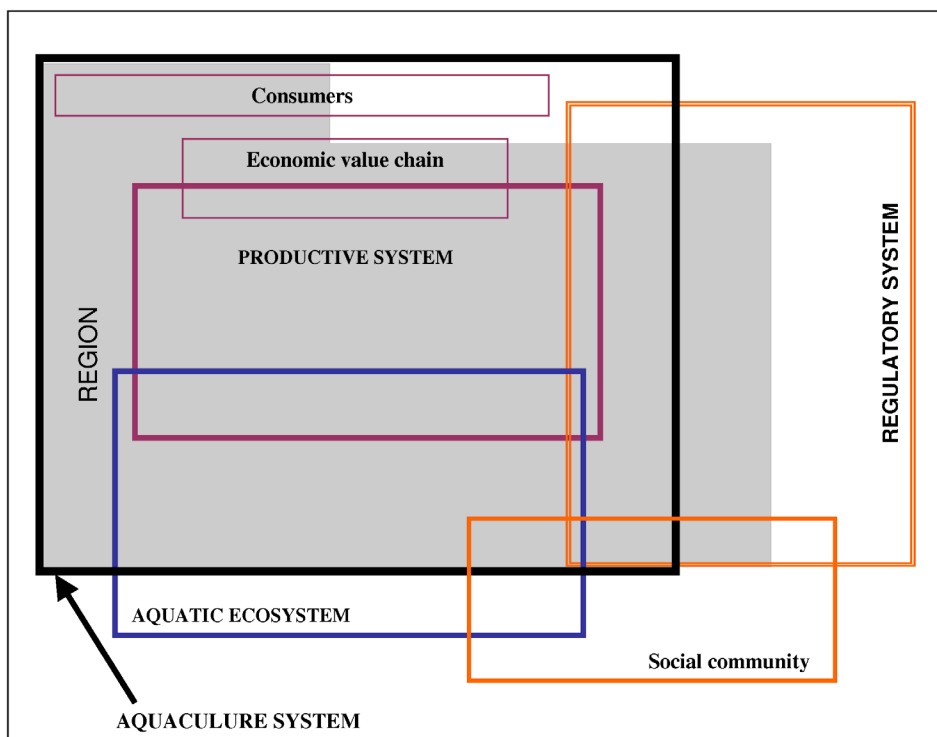 Consumers
Economic value chain
PRODUCTIVE SYSTEM
REGION
REGULATORY SYSTEM
AQUATIC ECOSYSTEM
Social community
AQUACULURE SYSTEM